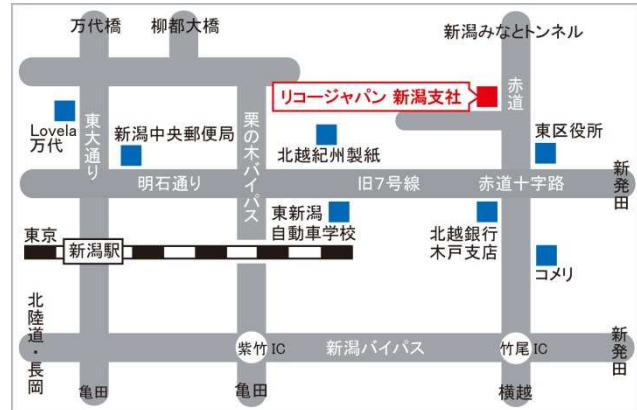 万代橋
柳都大橋
新潟みなとトンネル
リコージャパン 新潟支社
赤道
Lovela
万代
東大通り
新潟中央郵便局
栗の木バイパス
北越紀州製紙
東区役所
明石通り
旧7号線
赤道十字路
新発田
東新潟
自動車学校
北越銀行
木戸支店
東京
新潟駅
コメリ
北陸道・長岡
紫竹IC
新潟バイパス
竹尾IC
新発田
亀田
亀田
横越